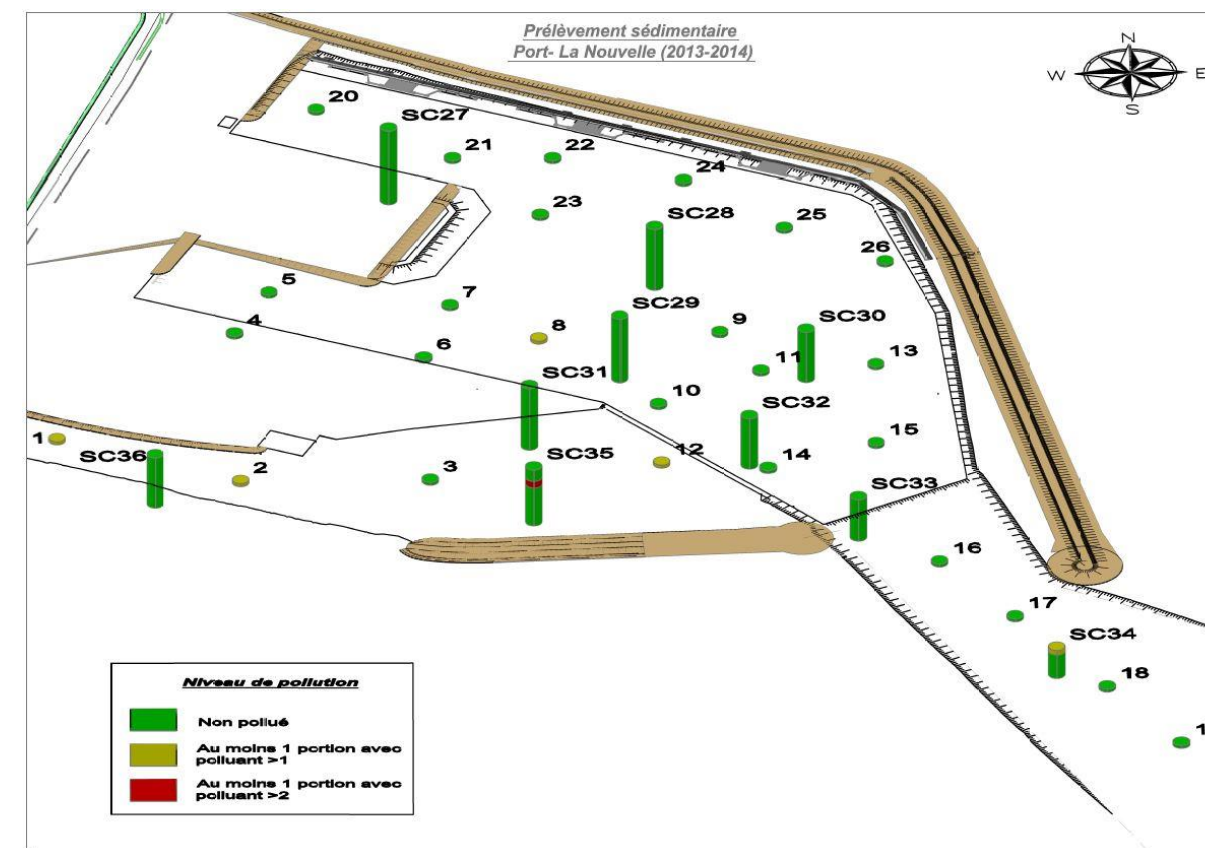 Prélèvement sédimentaire
Port- La Nouvelle (2013-2014)
N
W
E
S
20
SC27
21
22
24
23
SC28
25
26
5
7
SC29
4
8
9
SC30
6
11
13
SC31
10
SC32
1
12
15
SC36
2
3
SC35
14
SC33
16
17
SC34
18
1
Niveau de pollution
Non pollué
Au moins 1 portion avec
polluant >1
Au moins 1 portion avec
polluant >2